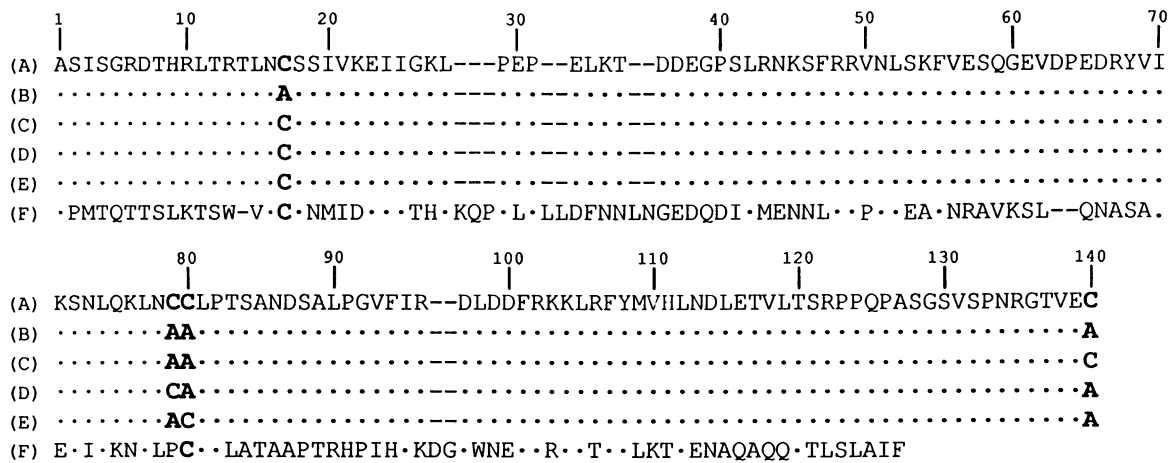 1 10 20 30 40 50 60 70
(A) ASISGRDTHRLTRTLNCSSIVKEIIGKL---PEP--ELKT--DDEGPSLRNKSFRRVNLSKFVESQGEVDPEDRYVI
(B) ················A···········---···--····--···································
(C) ················C···········---···--····--···································
(D) ················C···········---···--····--···································
(E) ················C···········---···--····--···································
(F) ·PMTQTTSLKTSW-V·C·NMID···TH·KQP·L·LLDFNNLNGEDQDI·MENNL··P··EA·NRAVKSL--QNASA.
80 90 100 110 120 130 140
(A) KSNLQKLNCCLPTSANDSALPGVFIR--DLDDFRKKLRFYMVHLNDLETVLTSRPPQPASGSVSPNRGTVEC
(B) ········AA················--···········································A
(C) ········AA················--···········································C
(D) ········CA················--···········································A
(E) ········AC················--···········································A
(F) E·I·KN·LPC··LATAAPTRHPIH·KDG·WNE··R··T··LKT·ENAQAQQ·TLSLAIF